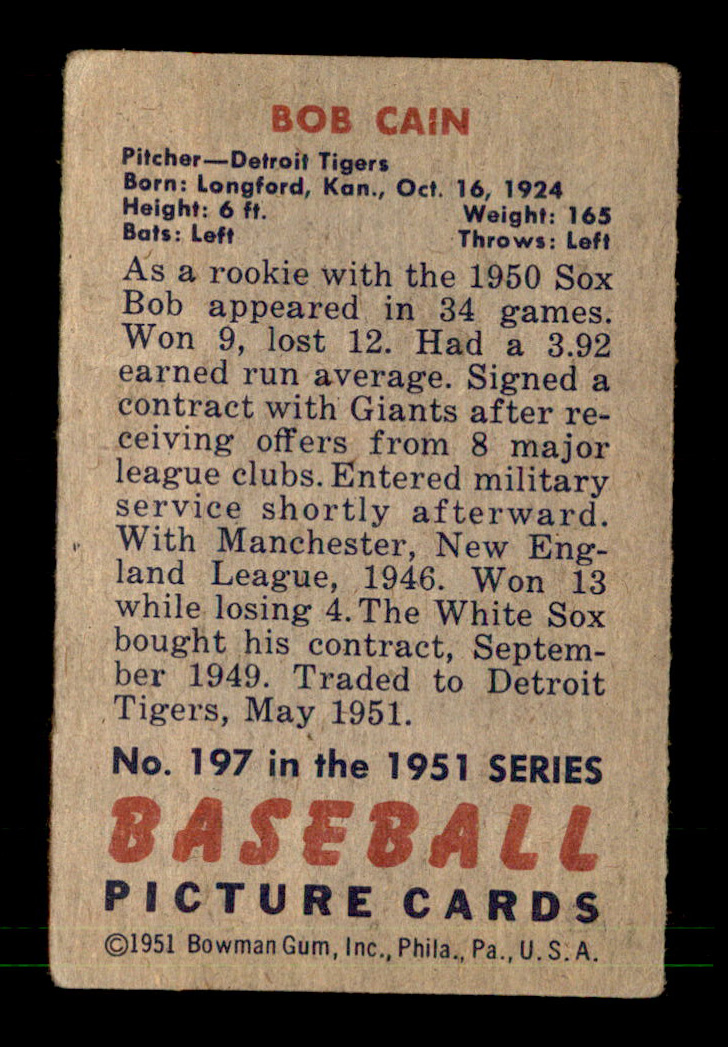 BOB CAIN
Pitcher—Detroit Tigers
Born: Longford, Kan., Oct. 16, 1924
Height: 6 ft. Weight: 165
Bats: Left Throws: Left
As a rookie with the 1950 Sox
Bob appeared in 34 games.
Won 9, lost 12. Had a 3.92
earned run average. Signed a
contract with Giants after re-
ceiving offers from 8 major
league clubs. Entered military
service shortly afterward.
With Manchester, New Eng-
land League, 1946. Won 13
while losing 4. The White Sox
bought his contract, Septem-
ber 1949. Traded to Detroit
Tigers, May 1951.
No. 197 in the 1951 SERIES
BASEBALL
PICTURE CARDS
©1951 Bowman Gum, Inc., Phila., Pa., U. S. A.